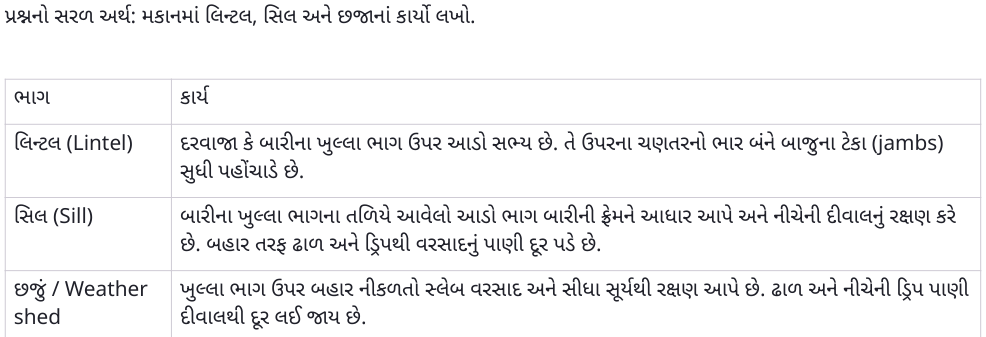 પ્રશ્નનો સરળ અર્થ: મકાનમાં લિન્ટલ, સિલ અને છજાનાં કાર્યો લખો.
ભાગ કાર્ય
લિન્ટલ (Lintel) દરવાજા કે બારીના ખુલ્લા ભાગ ઉપર આડો સભ્ય છે. તે ઉપરના ચણતરનો ભાર બંને બાજુના ટેકા (jambs)
સુધી પહોંચાડે છે.
સિલ (Sill) બારીના ખુલ્લા ભાગના તળિયે આવેલો આડો ભાગ બારીની ફ્રેમને આધાર આપે અને નીચેની દીવાલનું રક્ષણ કરે
છે. બહાર તરફ ઢાળ અને ડ્રિપથી વરસાદનું પાણી દૂર પડે છે.
છજું / Weather ખુલ્લા ભાગ ઉપર બહાર નીકળતો સ્લેબ વરસાદ અને સીધા સૂર્યથી રક્ષણ આપે છે. ઢાળ અને નીચેની ડ્રિપ પાણી
shed દીવાલથી દૂર લઈ જાય છે.